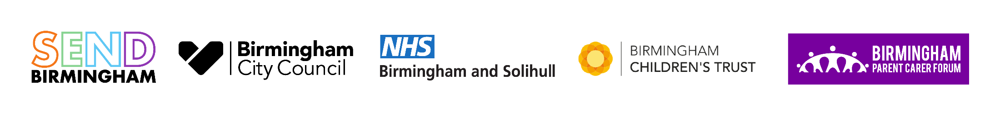 SEND
BIRMINGHAM
Birmingham
City Council
NHS
Birmingham and Solihull
BIRMINGHAM
CHILDREN'S TRUST
BIRMINGHAM
PARENT CARER FORUM